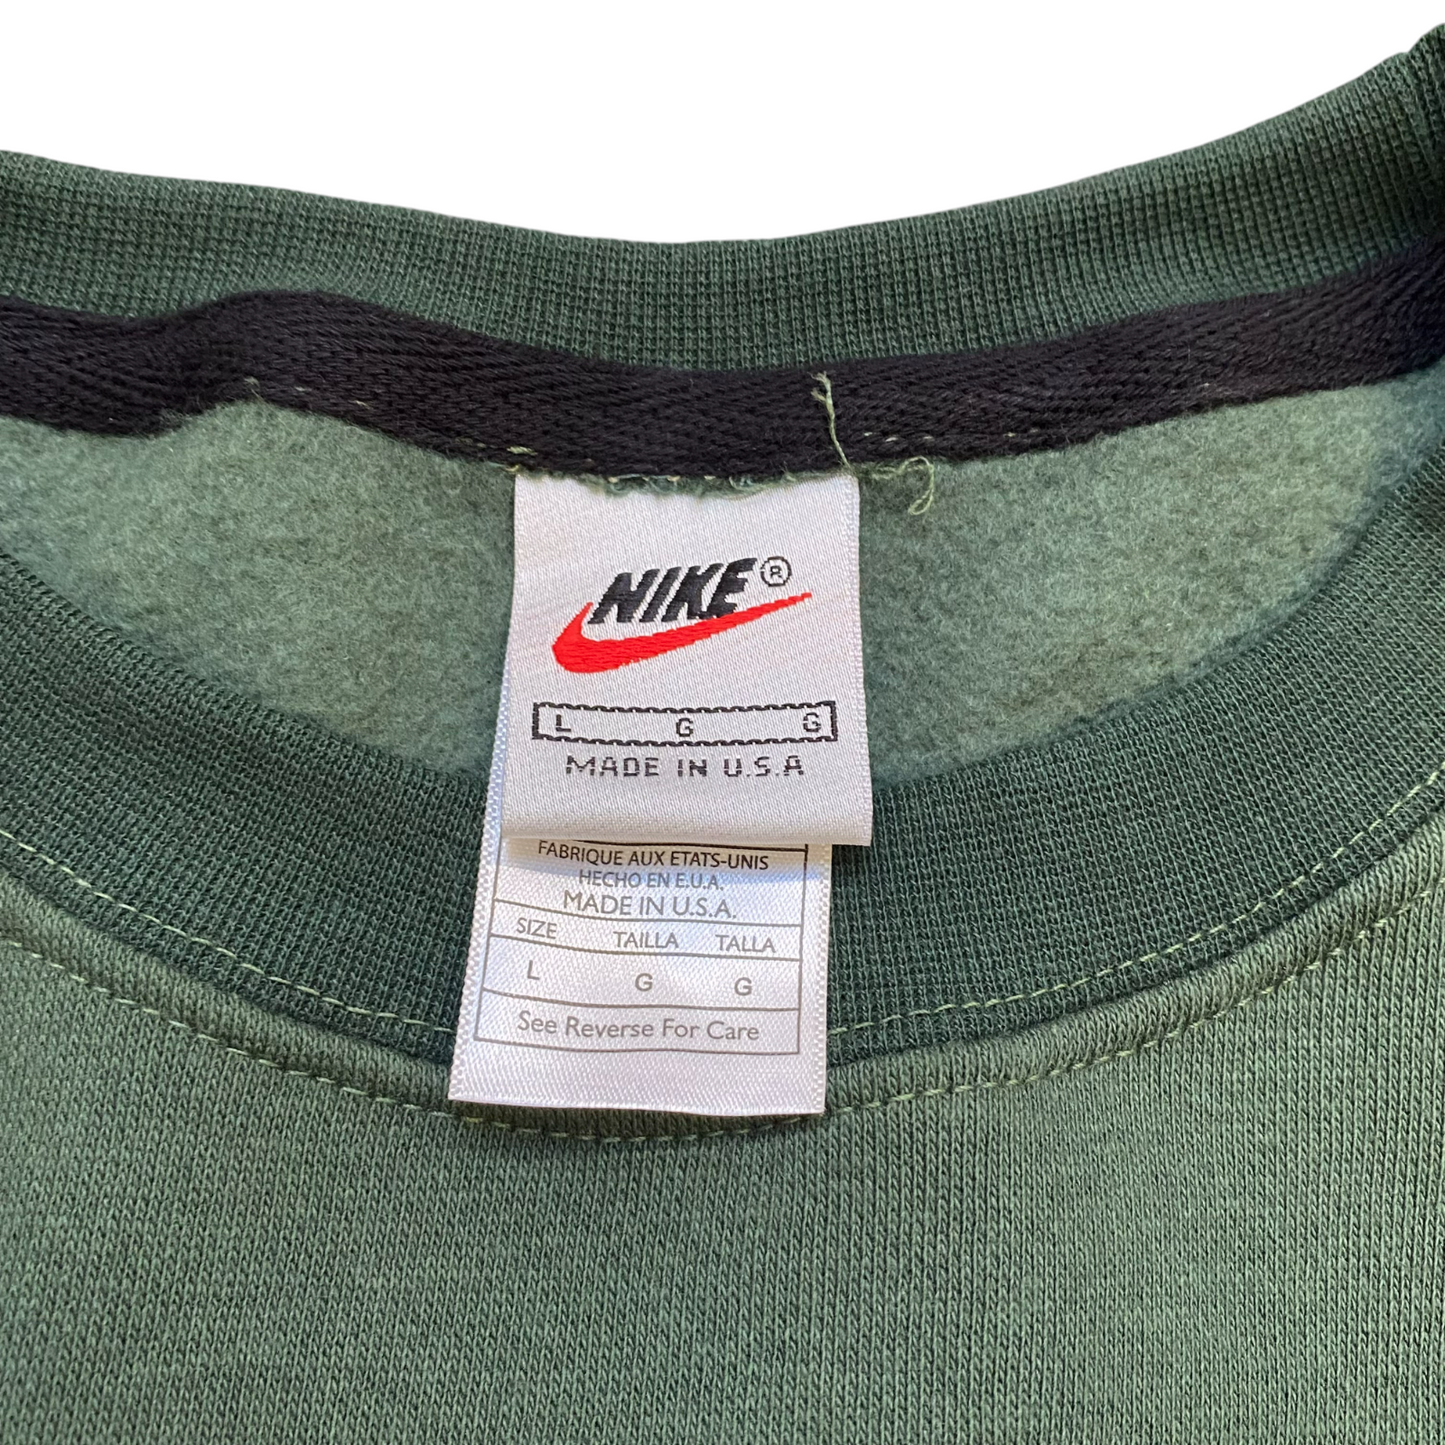 NIKE®
L G G
MADE IN U.S.A
FABRIQUE AUX ETATS-UNIS
HECHO EN E.U.A.
MADE IN U.S.A.
SIZE TAILLA TALLA
L G G
See Reverse For Care